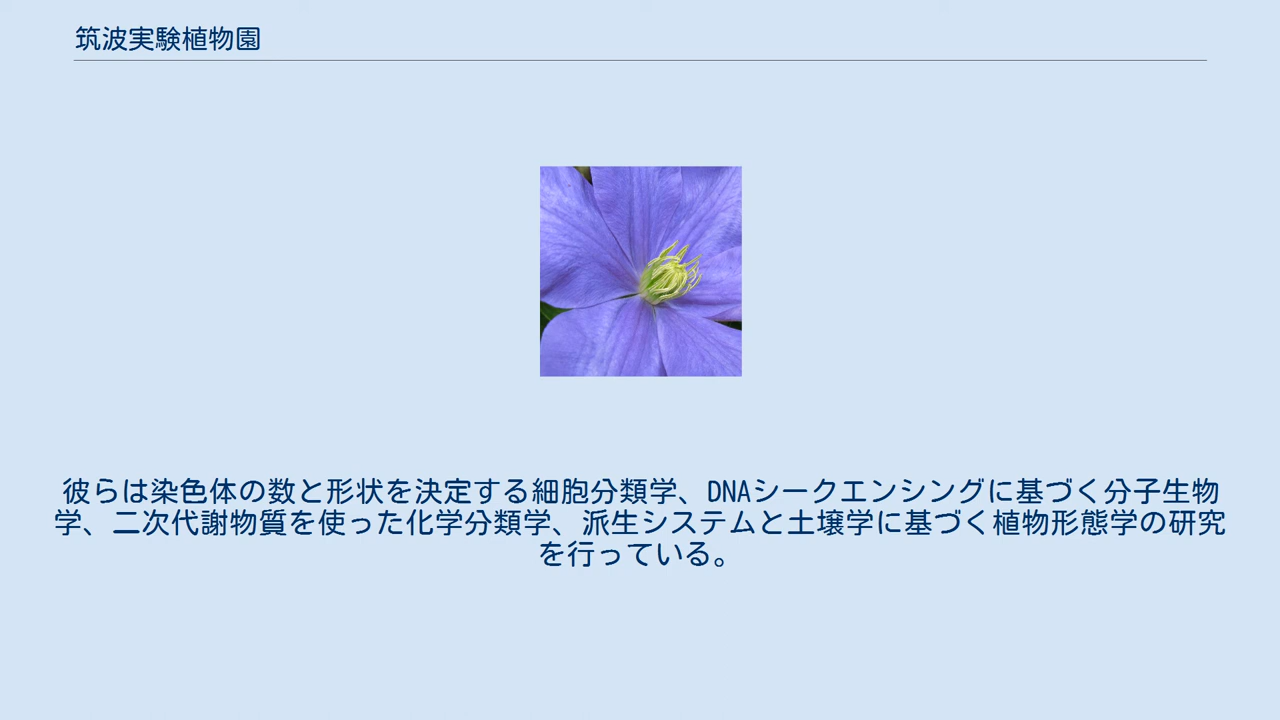 筑波実験植物園
彼らは染色体の数と形状を決定する細胞分類学、DNAシークエンシングに基づく分子生物
学、二次代謝物質を使った化学分類学、派生システムと土壌学に基づく植物形態学の研究
を行っている。